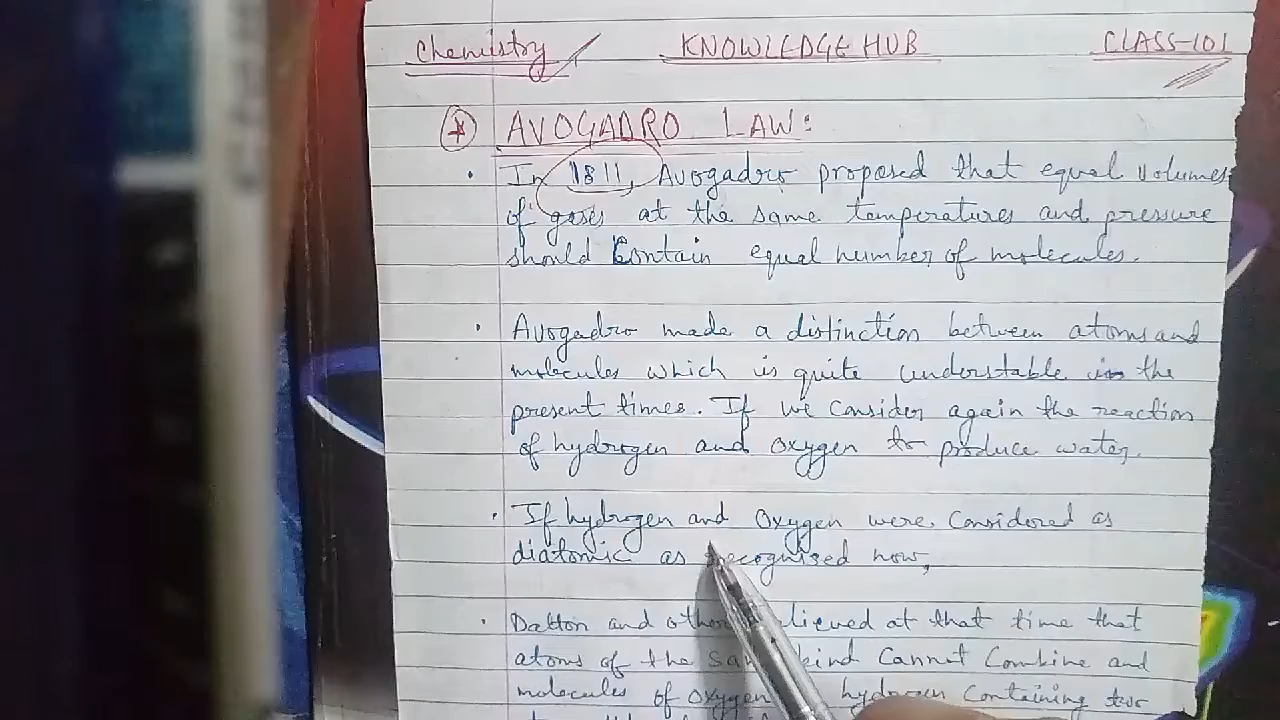 Chemistry KNOWLEDGE HUB CLASS-101
AVOGADRO LAW:
In 1811, Avogadro proposed that equal volumes
of gases at the same temperatures and pressure
should Contain equal number of molecules.
Avogadro made a distinction between atoms and
molecules which is quite understable in the
present times. If we Consider again the reaction
of hydrogen and oxygen to produce water.
If hydrogen and Oxygen were Considered as
diatomic as recognised now,
Dalton and at that time that
atoms of the kind Cannot Combine and
molecules of Oxygen hydrogen Containing two